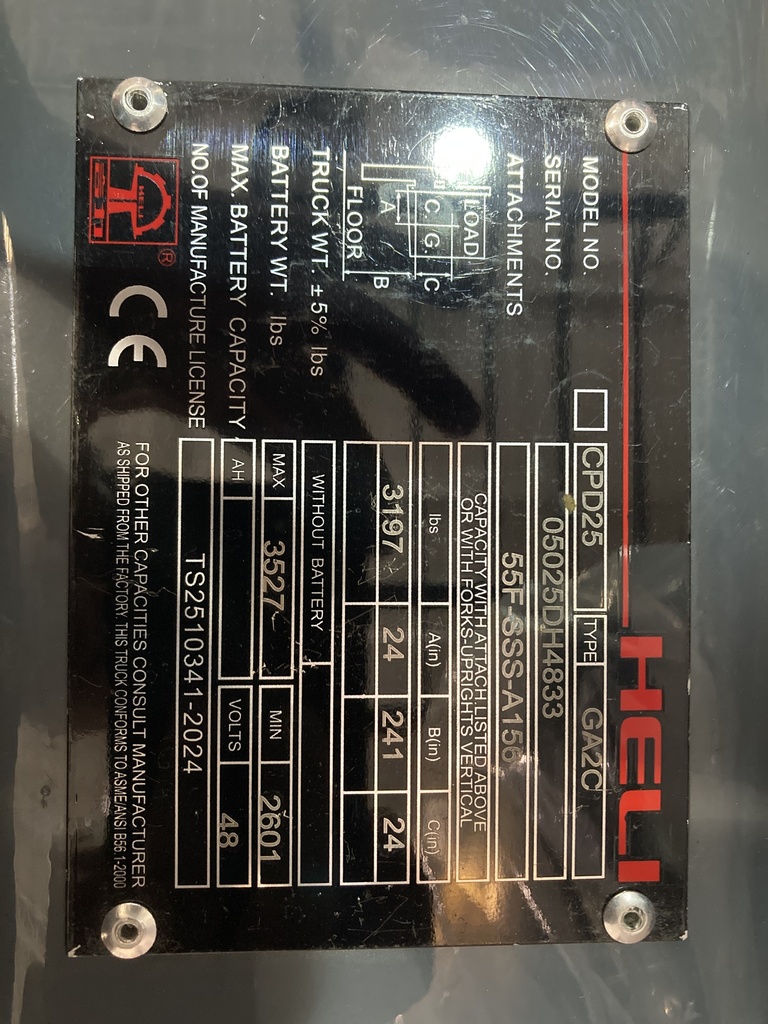 HELI
MODEL NO. CPD25 TYPE GA2C
SERIAL NO. 05025DH4833
ATTACHMENTS 55F-SSS-A156
CAPACITY WITH ATTACH.LISTED ABOVE
OR WITH FORKS-UPRIGHTS VERTICAL
LOAD C lbs A(in) B(in) C(in)
C. G.
A B 3197 24 241 24
FLOOR
TRUCK WT. ±5% lbs WITHOUT BATTERY
BATTERY WT. lbs MAX 3527 MIN 2601
MAX. BATTERY CAPACITY AH VOLTS 48
NO.OF MANUFACTURE LICENSE TS2510341-2024
HELI ® CE
FOR OTHER CAPACITIES CONSULT MANUFACTURER
AS SHIPPED FROM THE FACTORY. THIS TRUCK CONFORMS TO ASME/ANSI B56.1-2000